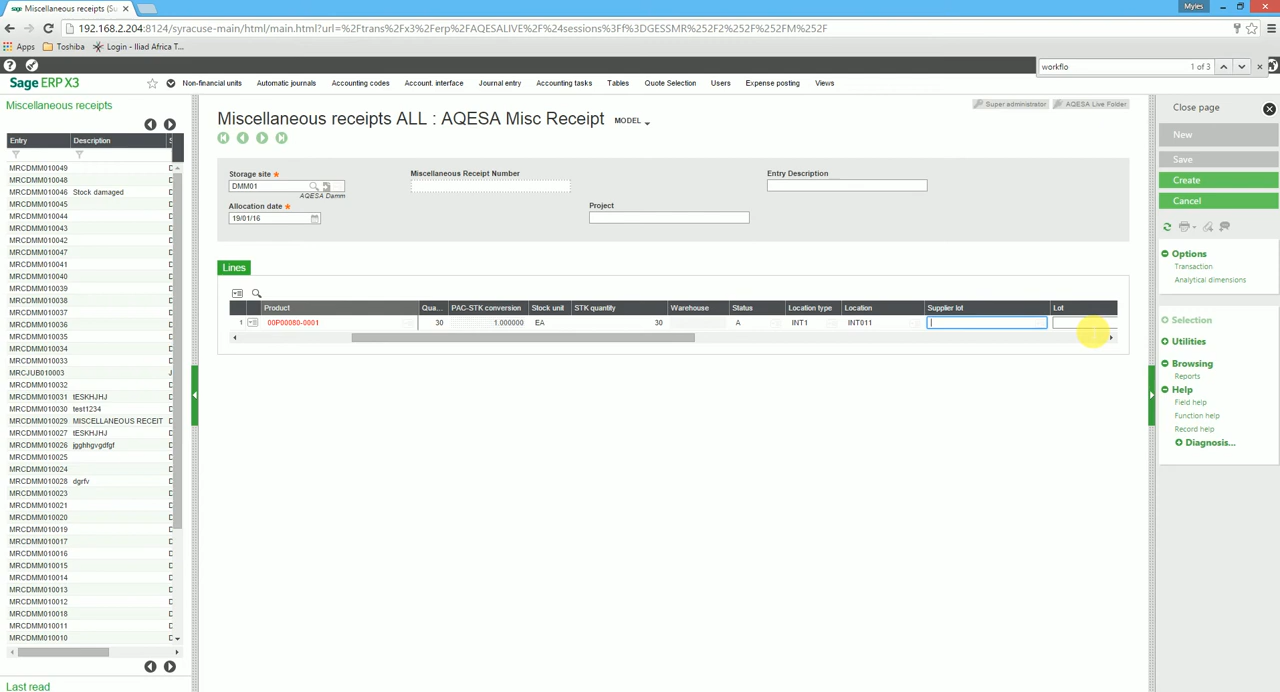 sage Miscellaneous receipts (Su
Myles
192.168.2.204:8124/syracuse-main/html/main.html?url=%2Ftrans%2Fx3%2Ferp%2FAQESALIVE%2F%24sessions%3Ff%3DGESSMR%252F2%252F%252FM%252F
Apps Toshiba Login - Iliad Africa T...
workflo 1 of 3
Sage ERP X3
Non-financial units Automatic journals Accounting codes Account. interface Journal entry Accounting tasks Tables Quote Selection Users Expense posting Views
Miscellaneous receipts
Entry Description S
MRCDMM010049 D
MRCDMM010048 D
MRCDMM010046 Stock damaged D
MRCDMM010045 D
MRCDMM010044 D
MRCDMM010043 D
MRCDMM010042 D
MRCDMM010047 D
MRCDMM010041 D
MRCDMM010040 D
MRCDMM010039 D
MRCDMM010038 D
MRCDMM010037 D
MRCDMM010036 D
MRCDMM010035 D
MRCDMM010034 D
MRCDMM010033 D
MRCJUB010003 J
MRCDMM010032 D
MRCDMM010031 tESKHJHJ D
MRCDMM010030 test1234 D
MRCDMM010029 MISCELLANEOUS RECEIT D
MRCDMM010027 tESKHJHJ D
MRCDMM010026 jgghhgvgdfgf D
MRCDMM010025 D
MRCDMM010024 D
MRCDMM010028 dgrfv D
MRCDMM010023 D
MRCDMM010021 D
MRCDMM010020 D
MRCDMM010019 D
MRCDMM010017 D
MRCDMM010016 D
MRCDMM010015 D
MRCDMM010014 D
MRCDMM010013 D
MRCDMM010012 D
MRCDMM010018 D
MRCDMM010011 D
MRCDMM010010 D
Last read
Super administrator AQESA Live Folder
Miscellaneous receipts ALL : AQESA Misc Receipt MODEL
Storage site * Miscellaneous Receipt Number Entry Description
DMM01
AQESA Damm
Allocation date * Project
19/01/16
Lines
Product Qua... PAC-STK conversion Stock unit STK quantity Warehouse Status Location type Location Supplier lot Lot
1 00P00080-0001 30 1.000000 EA 30 A INT1 INT011
Close page
New
Save
Create
Cancel
Options
Transaction
Analytical dimensions
Selection
Utilities
Browsing
Reports
Help
Field help
Function help
Record help
Diagnosis...